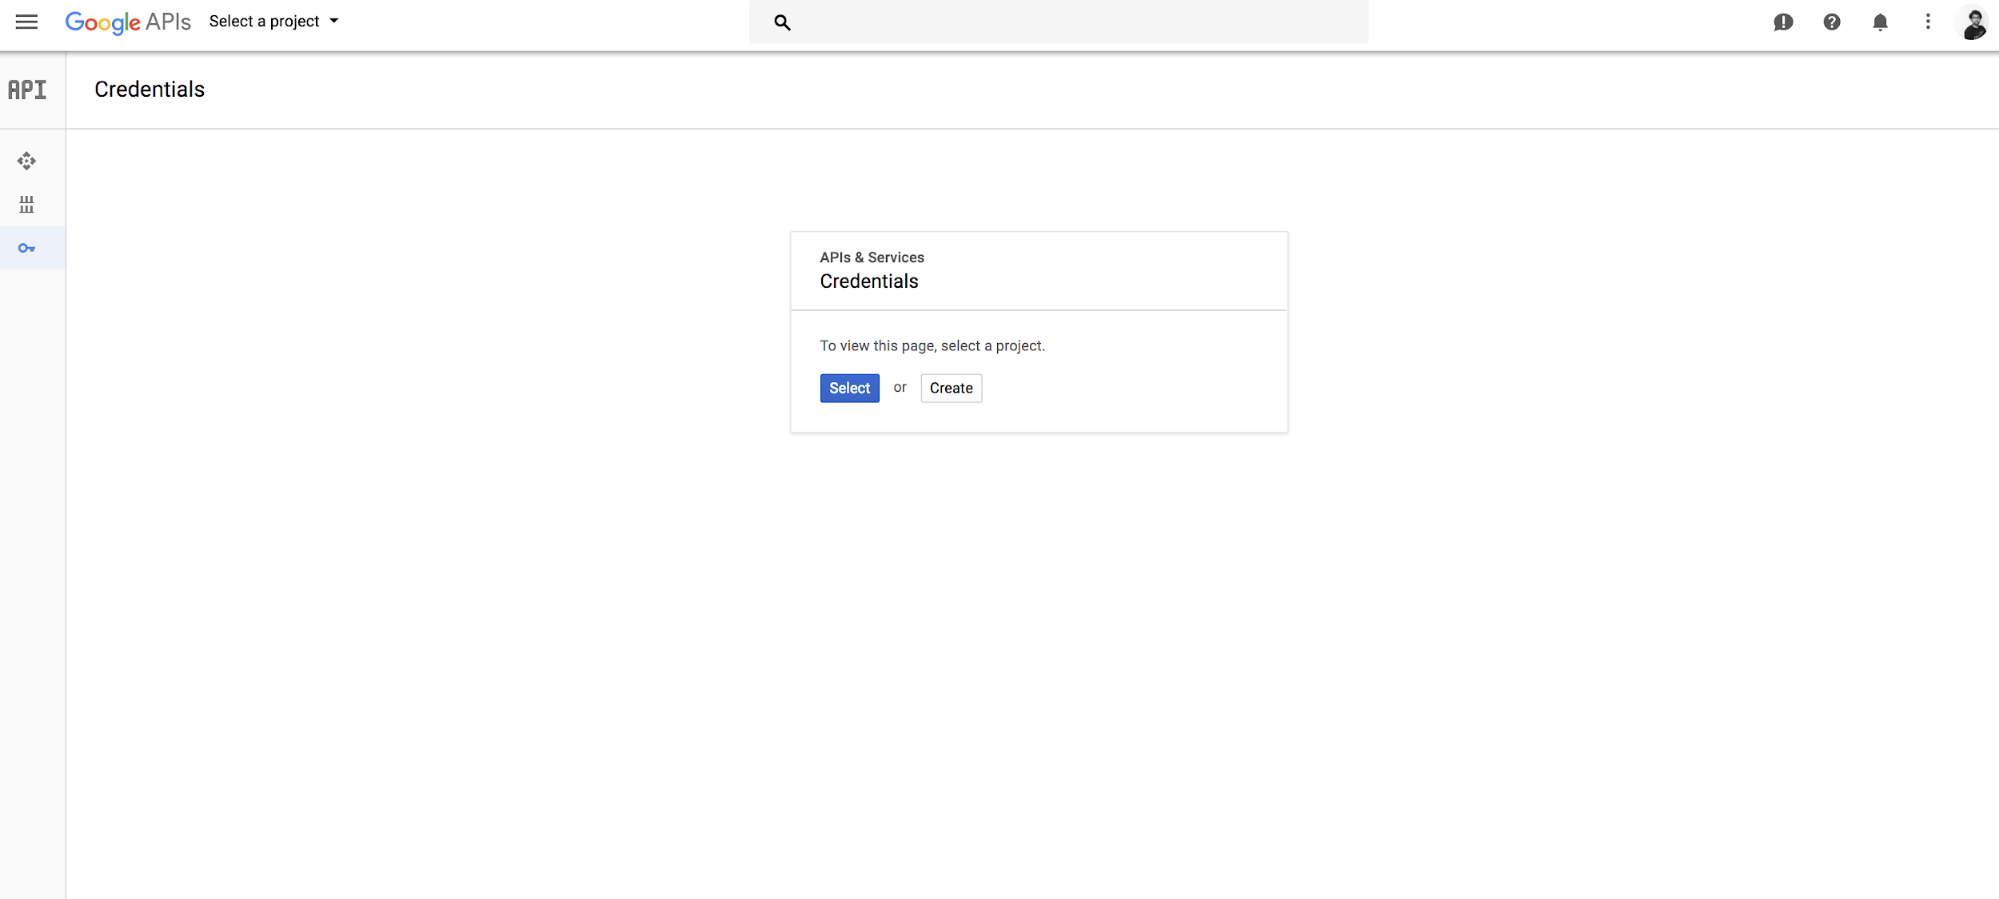 Google APIs Select a project
API Credentials
APIs & Services
Credentials
To view this page, select a project.
Select or Create